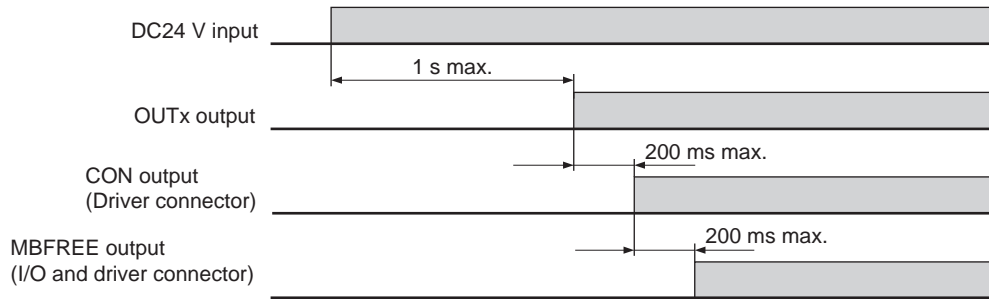 DC24 V input
1 s max.
OUTx output
200 ms max.
CON output
(Driver connector)
200 ms max.
MBFREE output
(I/O and driver connector)